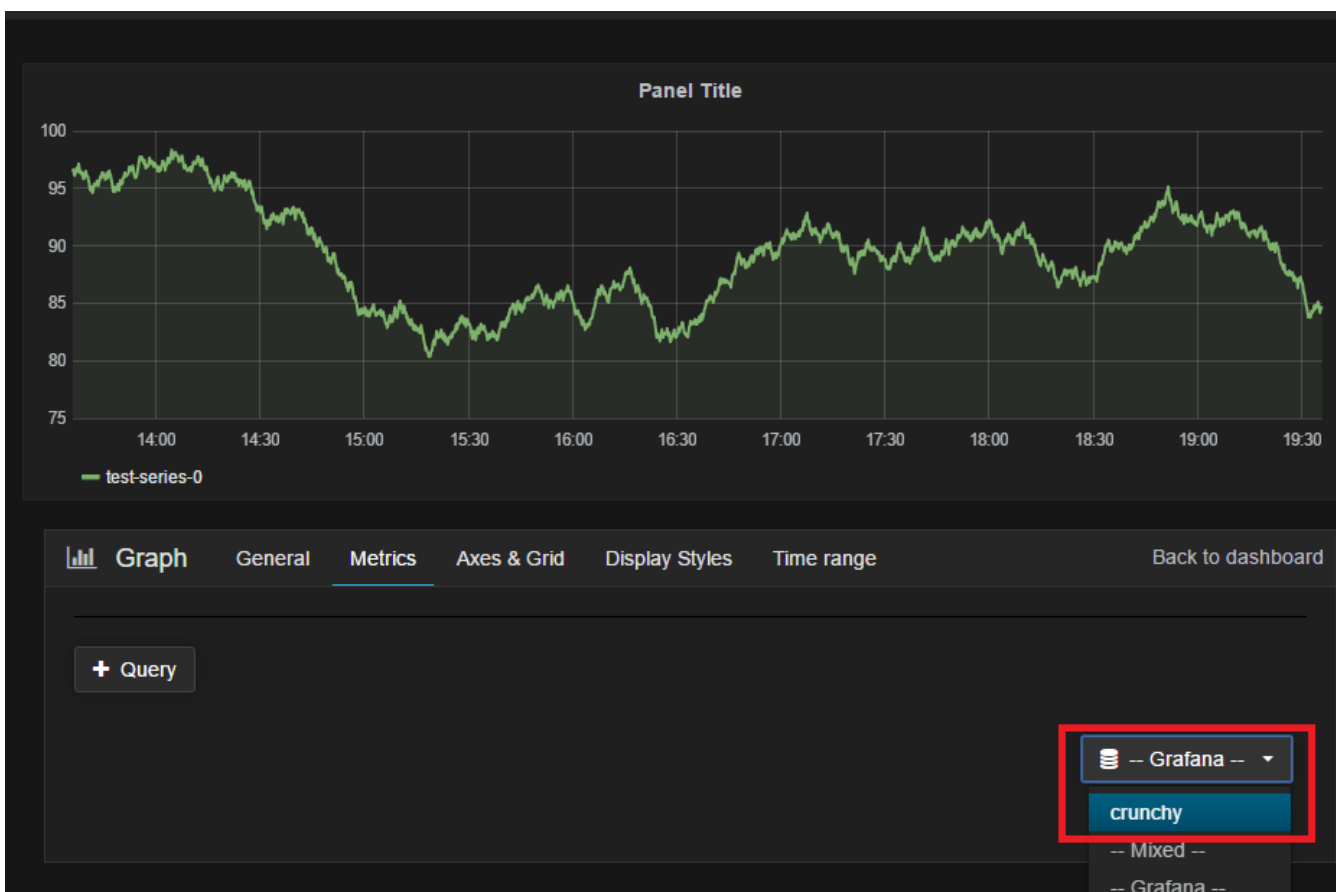 Panel Title
100
95
90
85
80
75
14:00 14:30 15:00 15:30 16:00 16:30 17:00 17:30 18:00 18:30 19:00 19:30
test-series-0
Graph General Metrics Axes & Grid Display Styles Time range Back to dashboard
+ Query
-- Grafana --
crunchy
-- Mixed --
-- Grafana --